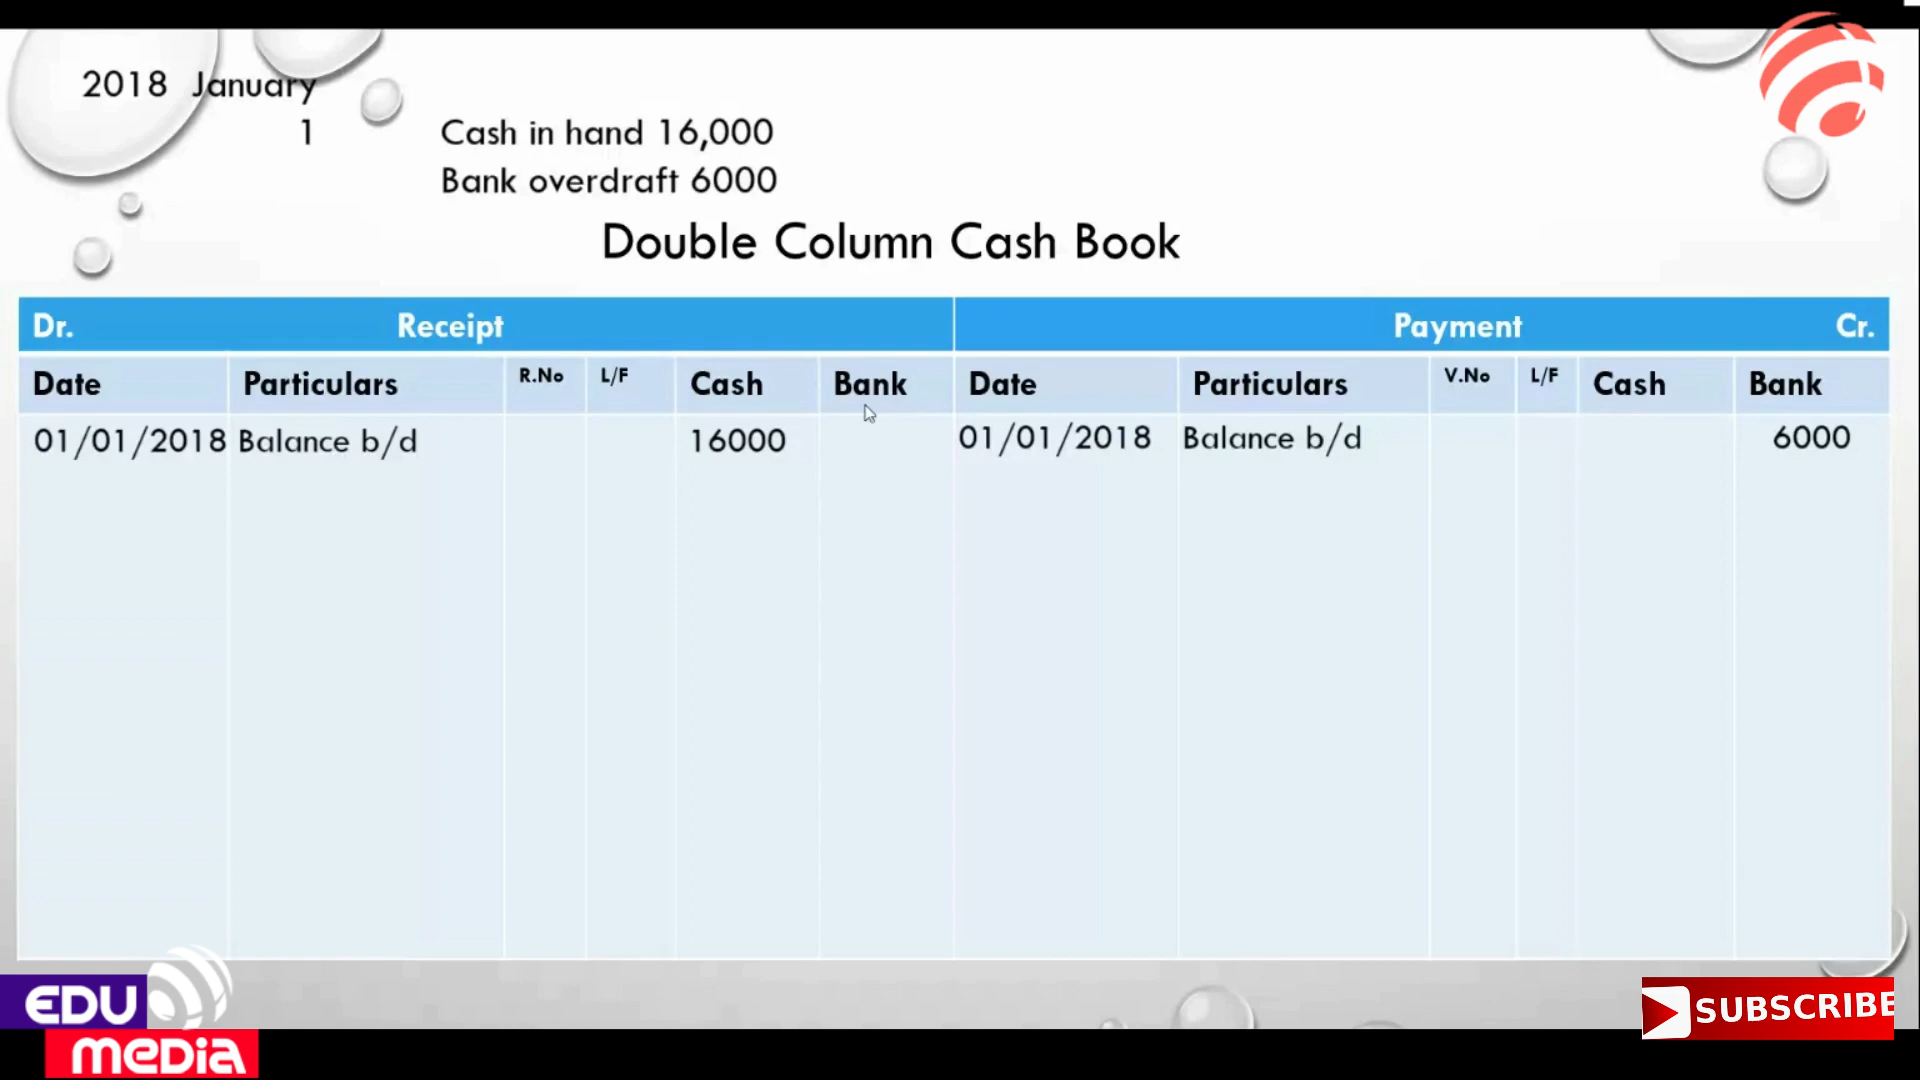 2018 January
1 Cash in hand 16,000
Bank overdraft 6000
Double Column Cash Book
Dr. Receipt Payment Cr.
Date Particulars R.No L/F Cash Bank Date Particulars V.No L/F Cash Bank
01/01/2018 Balance b/d 16000 01/01/2018 Balance b/d 6000
EDU
meDia
SUBSCRIBE